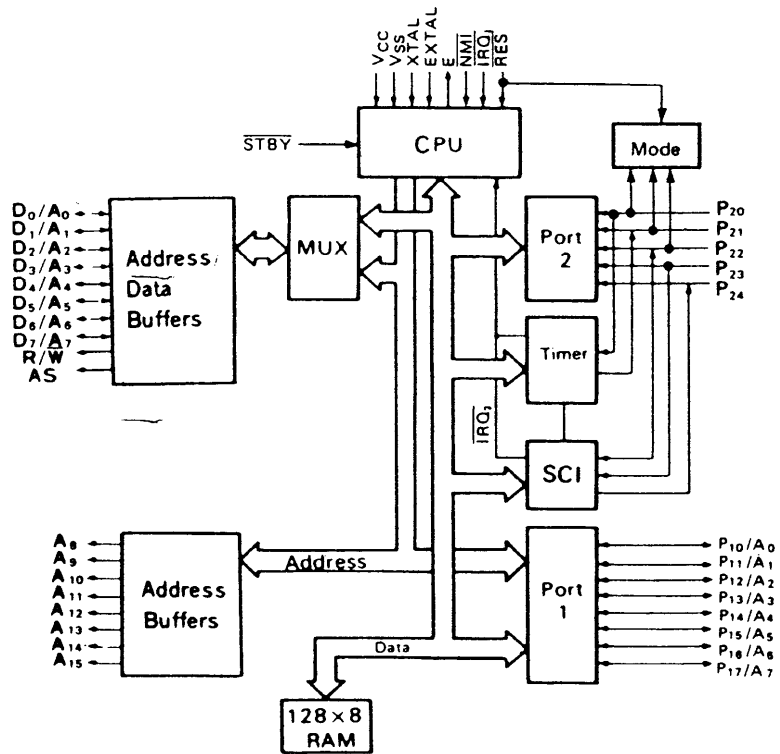 VCC
VSS
XTAL
EXTAL
E
NMI
IRQ₁
RES
STBY
CPU
Mode
D₀/A₀
D₁/A₁
D₂/A₂
D₃/A₃
D₄/A₄
D₅/A₅
D₆/A₆
D₇/A₇
R/W
AS
Address/
Data
Buffers
MUX
Port
2
P₂₀
P₂₁
P₂₂
P₂₃
P₂₄
Timer
IRQ₂
SCI
A₈
A₉
A₁₀
A₁₁
A₁₂
A₁₃
A₁₄
A₁₅
Address
Buffers
Address
Port
1
P₁₀/A₀
P₁₁/A₁
P₁₂/A₂
P₁₃/A₃
P₁₄/A₄
P₁₅/A₅
P₁₆/A₆
P₁₇/A₇
Data
128×8
RAM